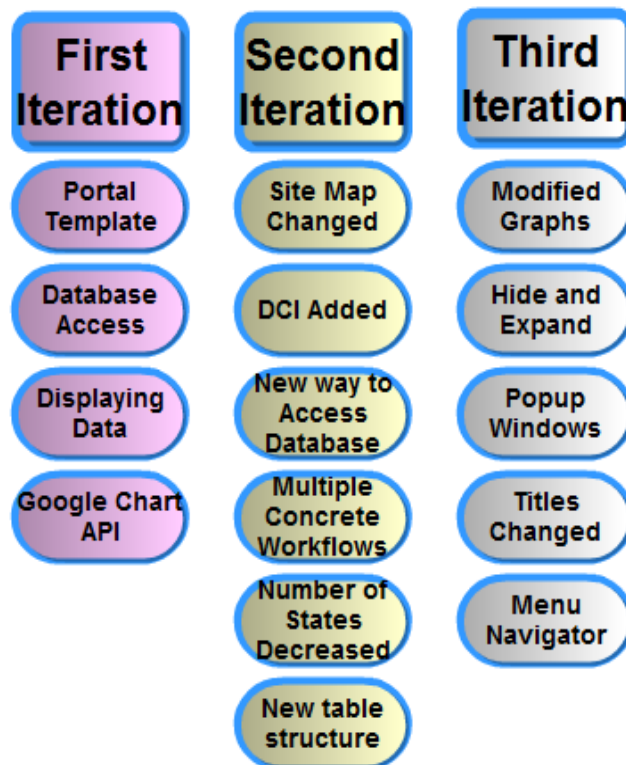 First
Iteration
Portal
Template
Database
Access
Displaying
Data
Google Chart
API
Second
Iteration
Site Map
Changed
DCI Added
New way to
Access
Database
Multiple
Concrete
Workflows
Number of
States
Decreased
New table
structure
Third
Iteration
Modified
Graphs
Hide and
Expand
Popup
Windows
Titles
Changed
Menu
Navigator